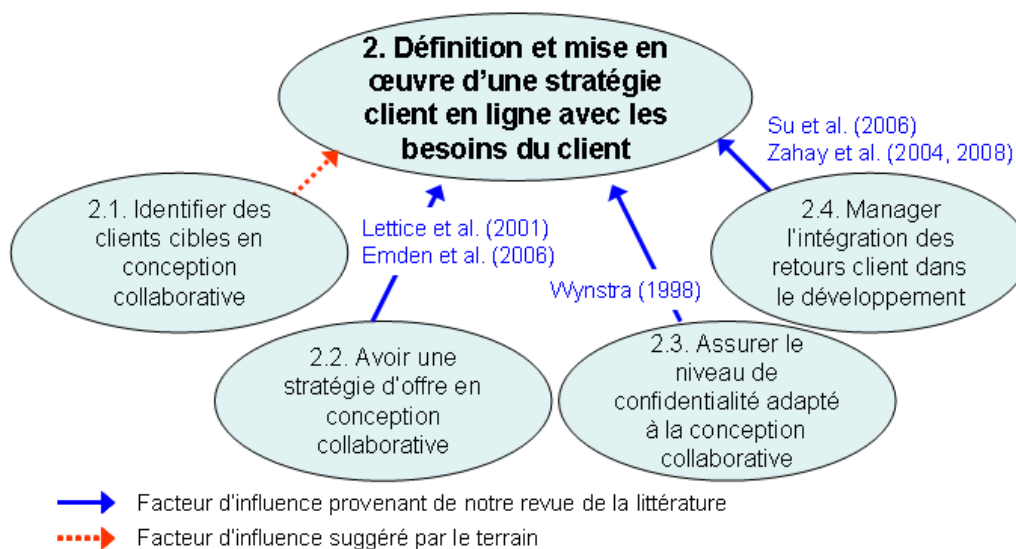 2. Définition et mise en
œuvre d'une stratégie
client en ligne avec les
besoins du client
Su et al. (2006)
Zahay et al. (2004, 2008)
2.1. Identifier des
clients cibles en
conception
collaborative
Lettice et al. (2001)
Emden et al. (2006)
Wynstra (1998)
2.4. Manager
l'intégration des
retours client dans
le développement
2.2. Avoir une
stratégie d'offre en
conception
collaborative
2.3. Assurer le
niveau de
confidentialité adapté
à la conception
collaborative
Facteur d'influence provenant de notre revue de la littérature
Facteur d'influence suggéré par le terrain